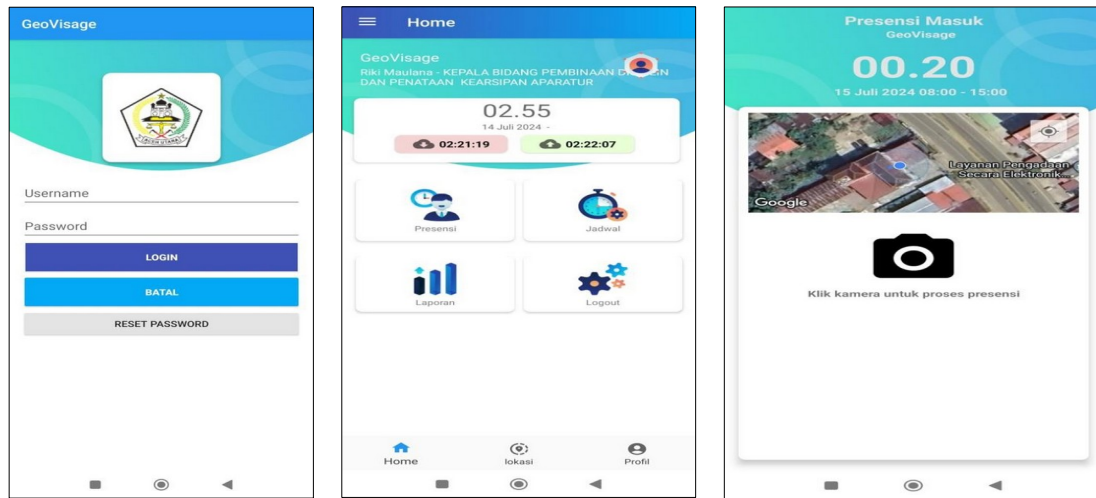 GeoVisage
ACEH UTARA
Username
Password
LOGIN
BATAL
RESET PASSWORD
Home
GeoVisage
Riki Maulana - KEPALA BIDANG PEMBINAAN
DAN PENATAAN KEARSIPAN APARATUR
02.55
14 Juli 2024 -
02:21:19
02:22:07
Presensi
Jadwal
Laporan
Logout
Home
lokasi
Profil
Presensi Masuk
GeoVisage
00.20
15 Juli 2024 08:00 - 15:00
Layanan Pengadaan
Secara Elektronik...
Google
Klik kamera untuk proses presensi